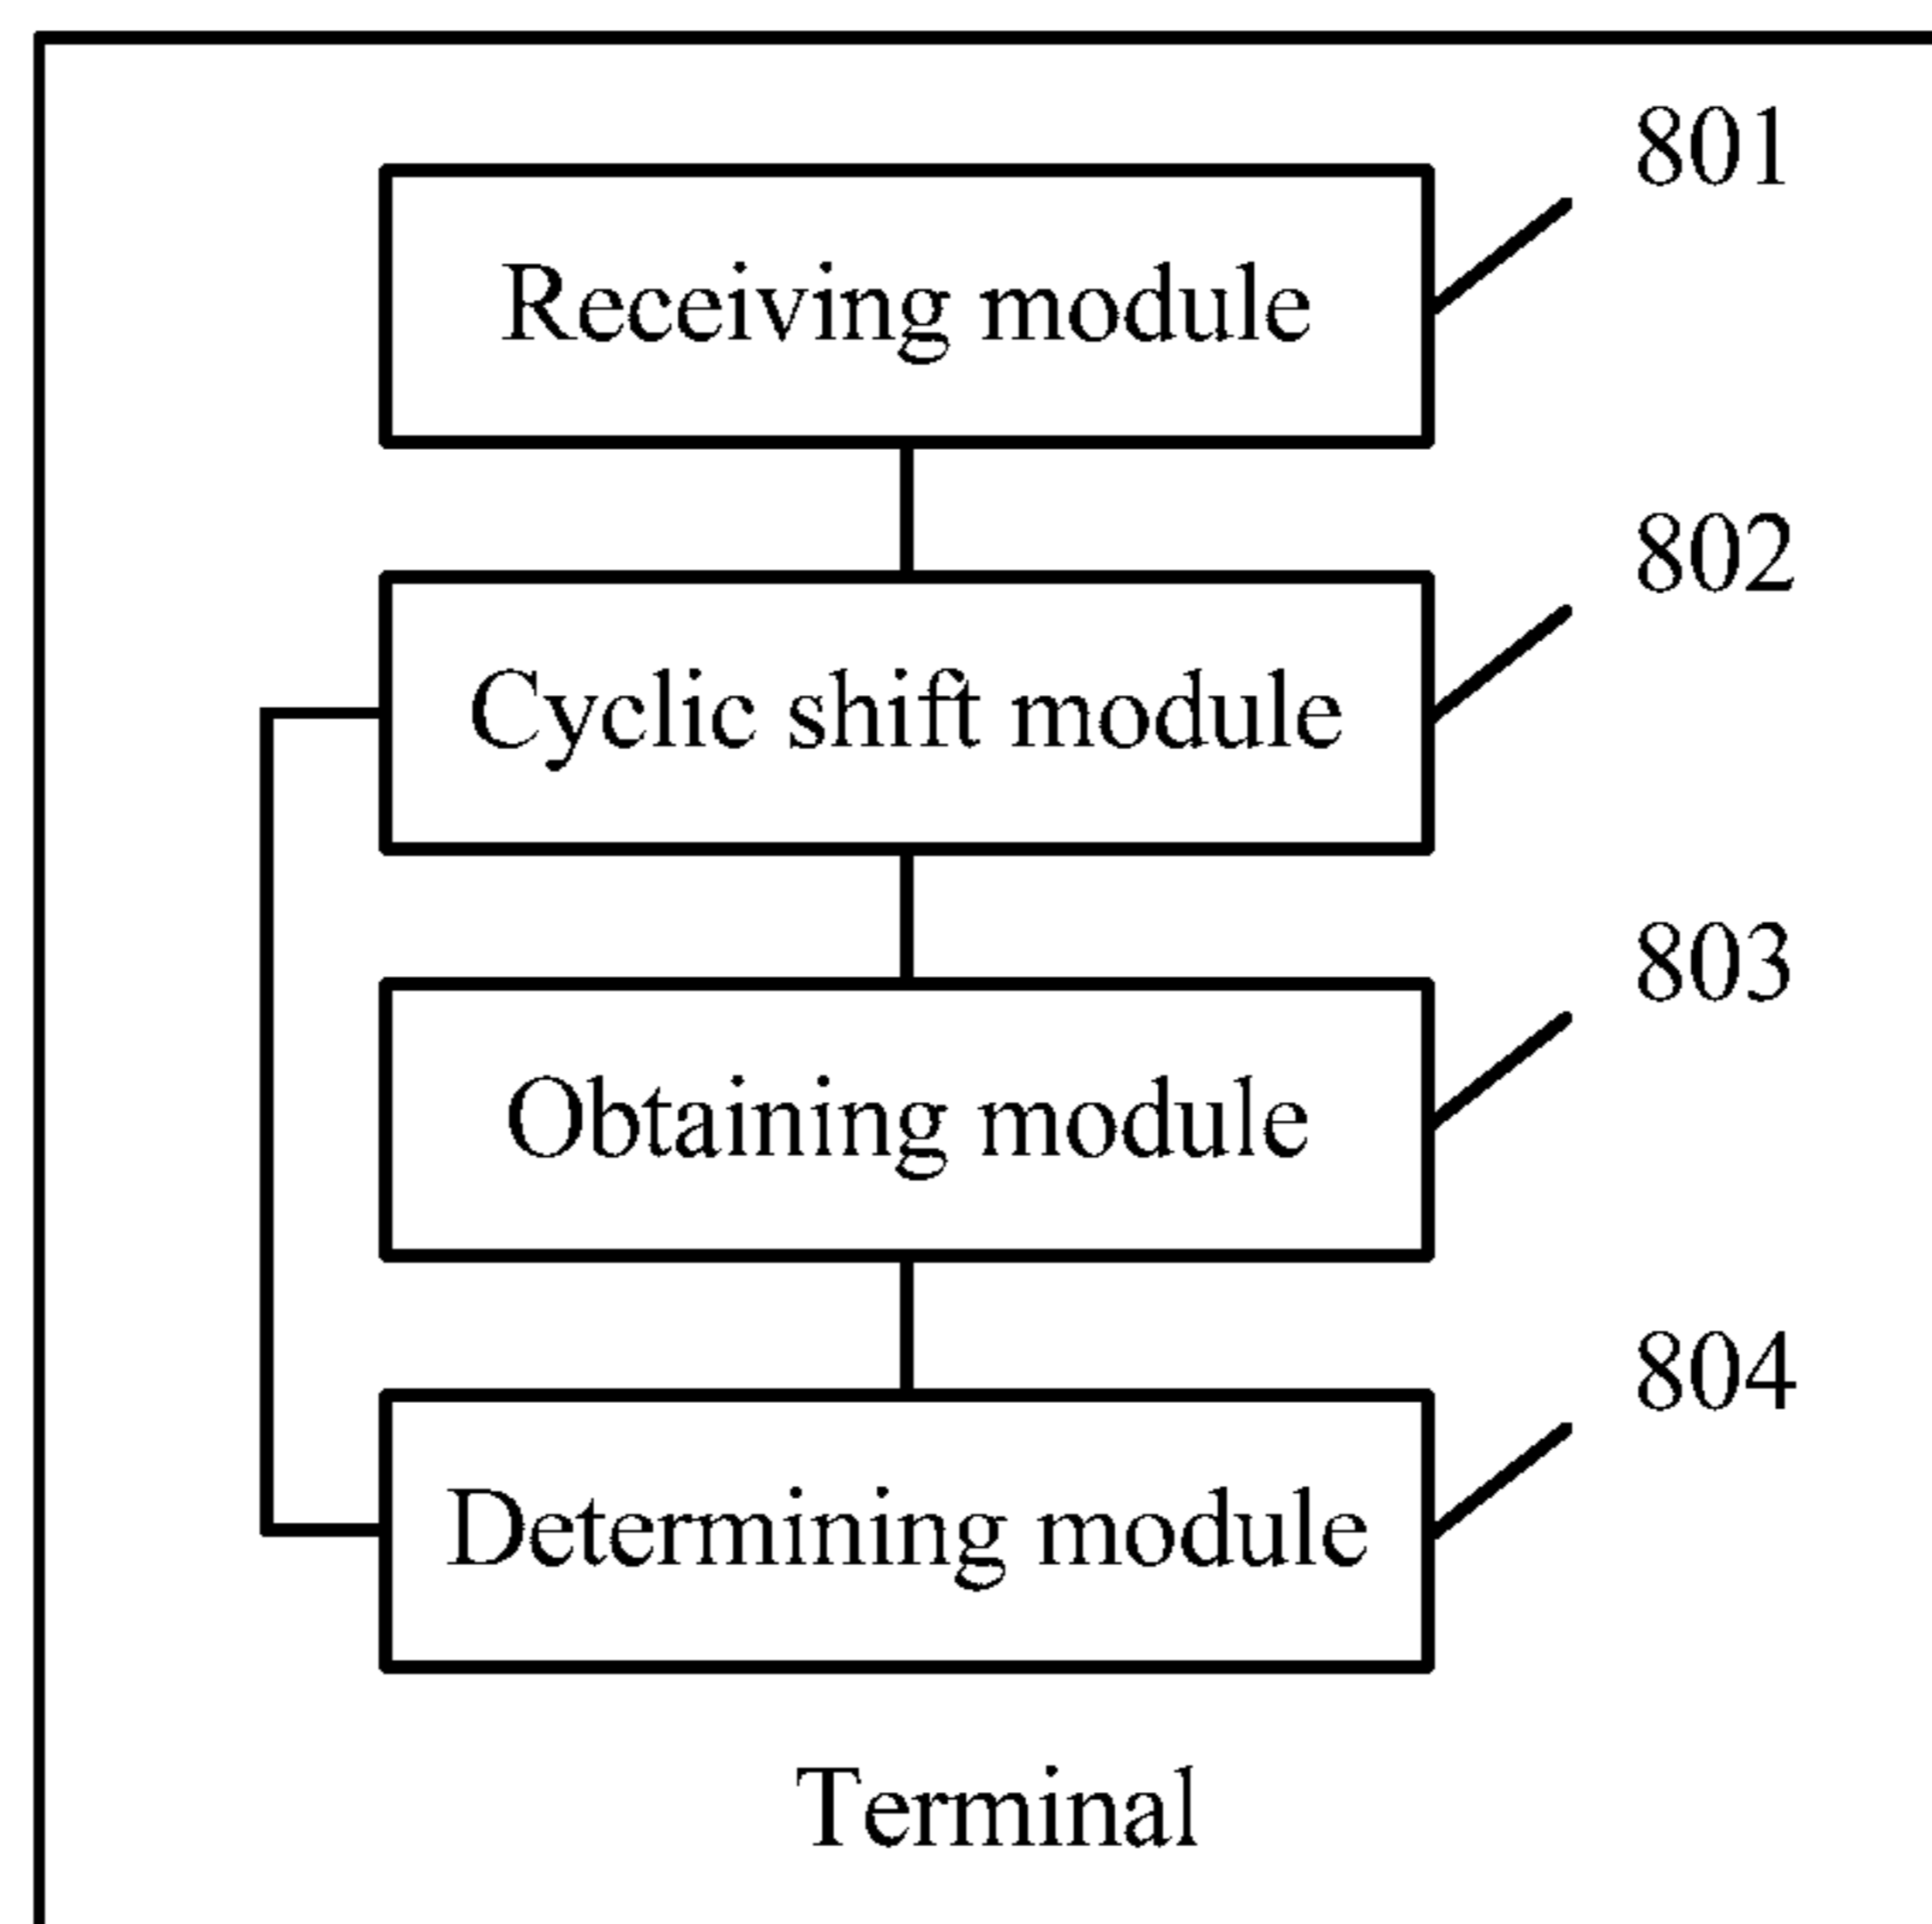 801
Receiving module
802
Cyclic shift module
803
Obtaining module
804
Determining module
Terminal